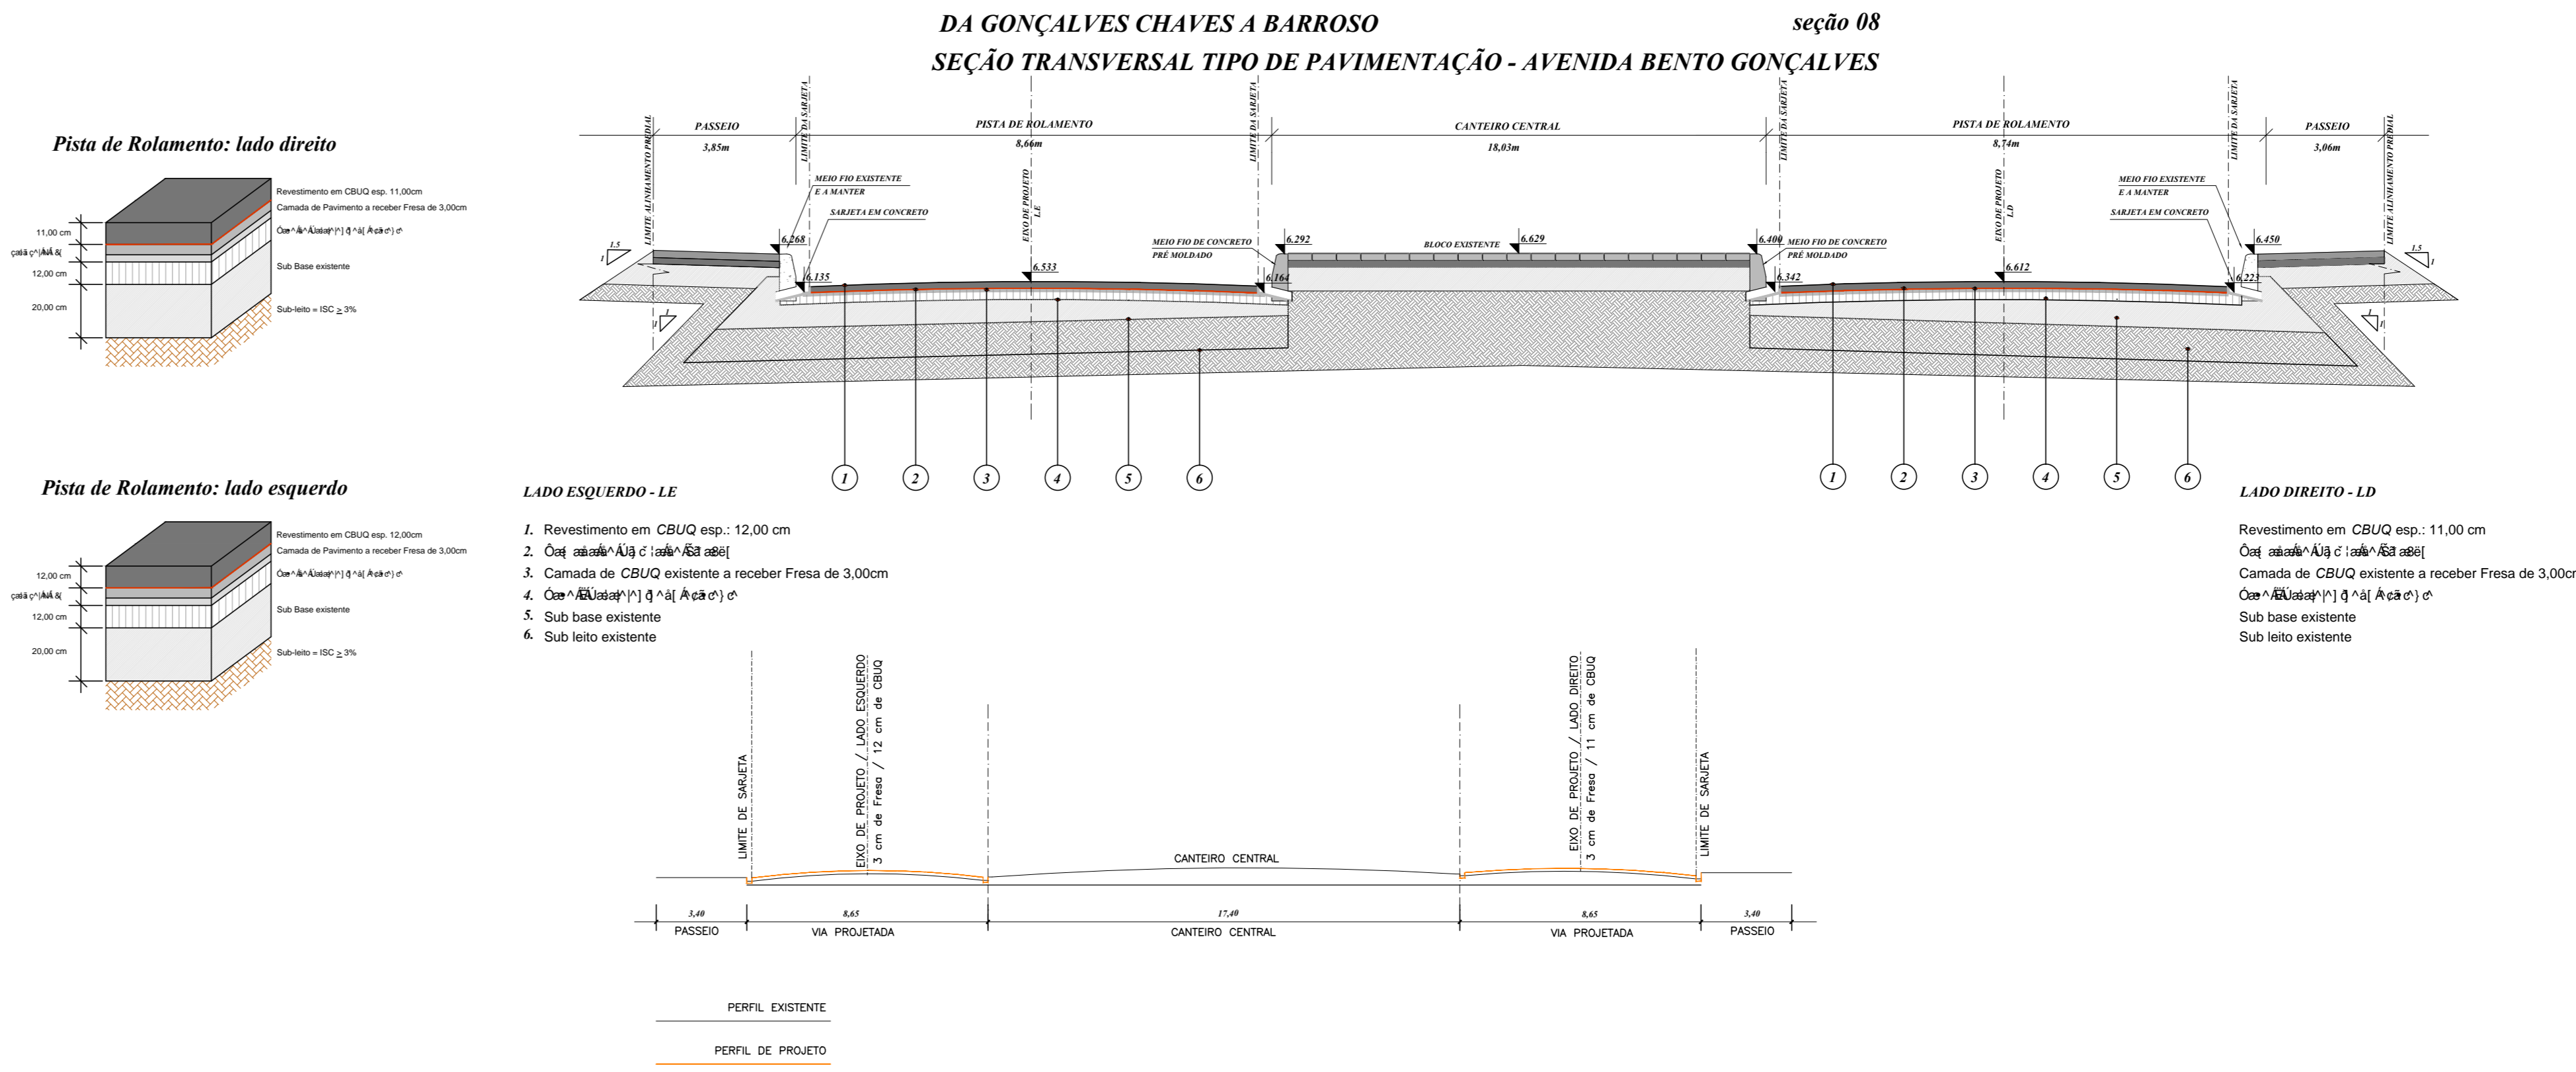 DA GONÇALVES CHAVES A BARROSO
seção 08
SEÇÃO TRANSVERSAL TIPO DE PAVIMENTAÇÃO - AVENIDA BENTO GONÇALVES
Pista de Rolamento: lado direito
Revestimento em CBUQ esp. 11,00cm
Camada de Pavimento a receber Fresa de 3,00cm
Sub Base existente
Sub-leito = ISC ≥ 3%
11,00 cm
12,00 cm
20,00 cm
LIMITE ALINHAMENTO PREDIAL
PASSEIO
3,85m
LIMITE DA SARJETA
PISTA DE ROLAMENTO
8,66m
EIXO DE PROJETO
LE
LIMITE DA SARJETA
CANTEIRO CENTRAL
18,03m
LIMITE DA SARJETA
PISTA DE ROLAMENTO
8,74m
EIXO DE PROJETO
LD
LIMITE DA SARJETA
PASSEIO
3,06m
LIMITE ALINHAMENTO PREDIAL
MEIO FIO EXISTENTE
E A MANTER
SARJETA EM CONCRETO
MEIO FIO DE CONCRETO
PRÉ MOLDADO
BLOCO EXISTENTE
MEIO FIO DE CONCRETO
PRÉ MOLDADO
MEIO FIO EXISTENTE
E A MANTER
SARJETA EM CONCRETO
1.5
1
6.268
6.135
6.533
6.292
6.164
6.629
6.400
6.342
6.612
6.450
6.223
1.5
1
1
1
1
1
1 2 3 4 5 6
1 2 3 4 5 6
Pista de Rolamento: lado esquerdo
Revestimento em CBUQ esp. 12,00cm
Camada de Pavimento a receber Fresa de 3,00cm
Sub Base existente
Sub-leito = ISC ≥ 3%
12,00 cm
12,00 cm
20,00 cm
LADO ESQUERDO - LE
1. Revestimento em CBUQ esp.: 12,00 cm
2.
3. Camada de CBUQ existente a receber Fresa de 3,00cm
4.
5. Sub base existente
6. Sub leito existente
LADO DIREITO - LD
Revestimento em CBUQ esp.: 11,00 cm
Camada de CBUQ existente a receber Fresa de 3,00c
Sub base existente
Sub leito existente
LIMITE DE SARJETA
EIXO DE PROJETO / LADO ESQUERDO
3 cm de Fresa / 12 cm de CBUQ
CANTEIRO CENTRAL
EIXO DE PROJETO / LADO DIREITO
3 cm de Fresa / 11 cm de CBUQ
LIMITE DE SARJETA
3,40
8,65
17,40
8,65
3,40
PASSEIO
VIA PROJETADA
CANTEIRO CENTRAL
VIA PROJETADA
PASSEIO
PERFIL EXISTENTE
PERFIL DE PROJETO